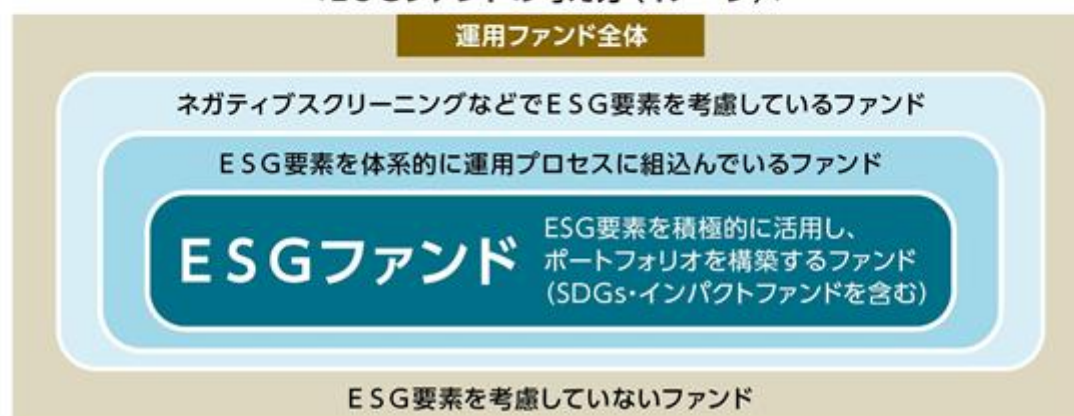 運用ファンド全体
ネガティブスクリーニングなどでESG要素を考慮しているファンド
ESG要素を体系的に運用プロセスに組込んでいるファンド
ESGファンド
ESG要素を積極的に活用し、
ポートフォリオを構築するファンド
(SDGs・インパクトファンドを含む)
ESG要素を考慮していないファンド